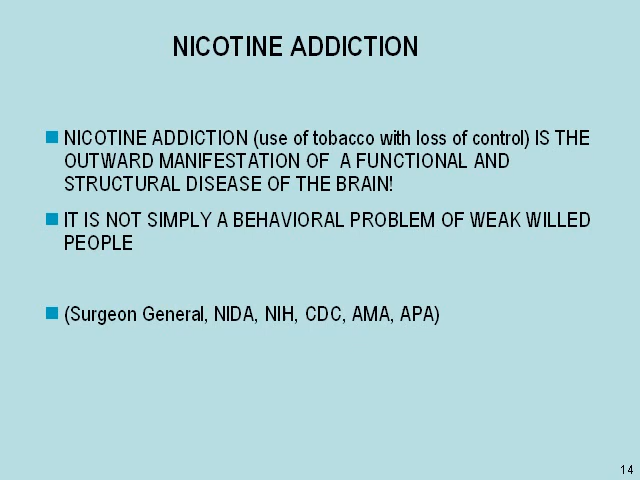 NICOTINE ADDICTION
NICOTINE ADDICTION (use of tobacco with loss of control) IS THE
OUTWARD MANIFESTATION OF A FUNCTIONAL AND
STRUCTURAL DISEASE OF THE BRAIN!
IT IS NOT SIMPLY A BEHAVIORAL PROBLEM OF WEAK WILLED
PEOPLE
(Surgeon General, NIDA, NIH, CDC, AMA, APA)
14